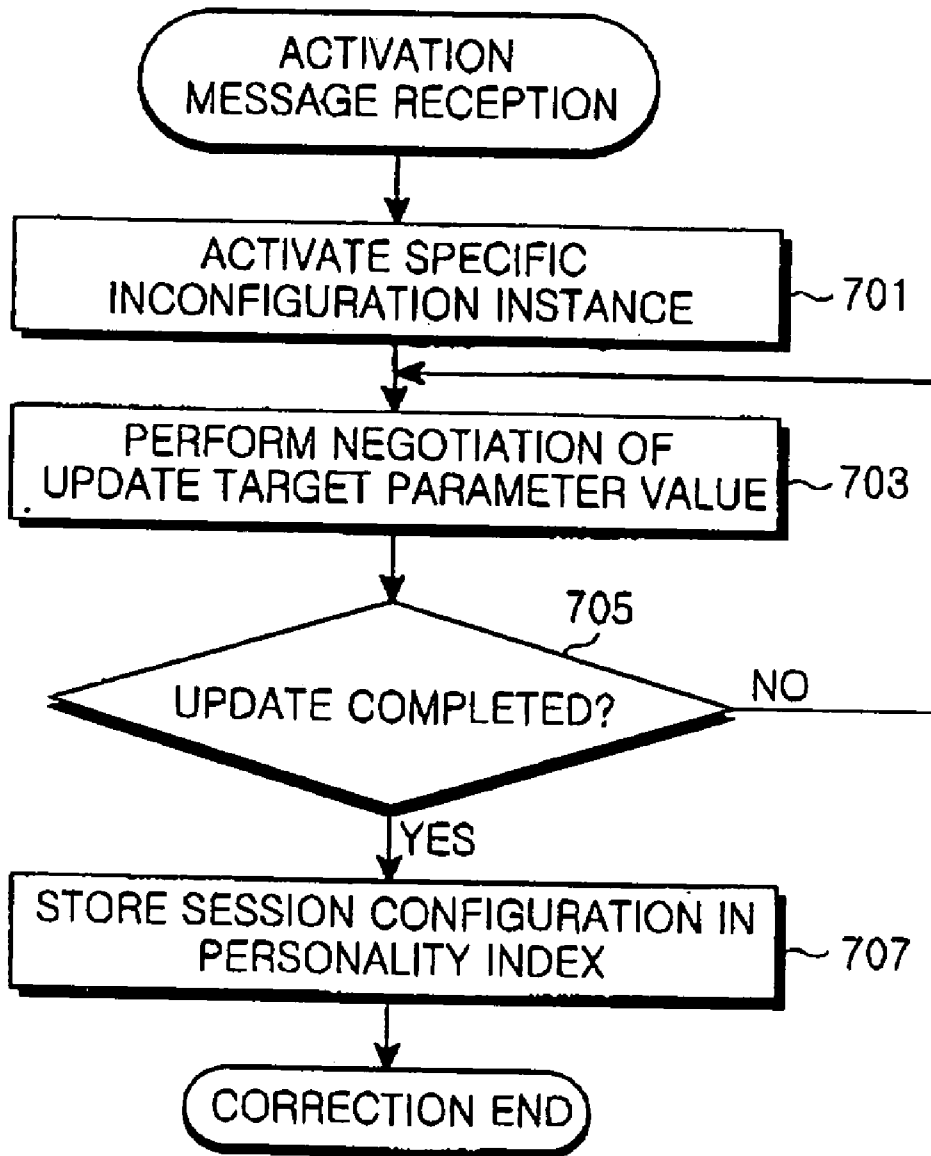 ACTIVATION
MESSAGE RECEPTION
ACTIVATE SPECIFIC
INCONFIGURATION INSTANCE
701
PERFORM NEGOTIATION OF
UPDATE TARGET PARAMETER VALUE
703
705
UPDATE COMPLETED?
NO
YES
STORE SESSION CONFIGURATION IN
PERSONALITY INDEX
707
CORRECTION END